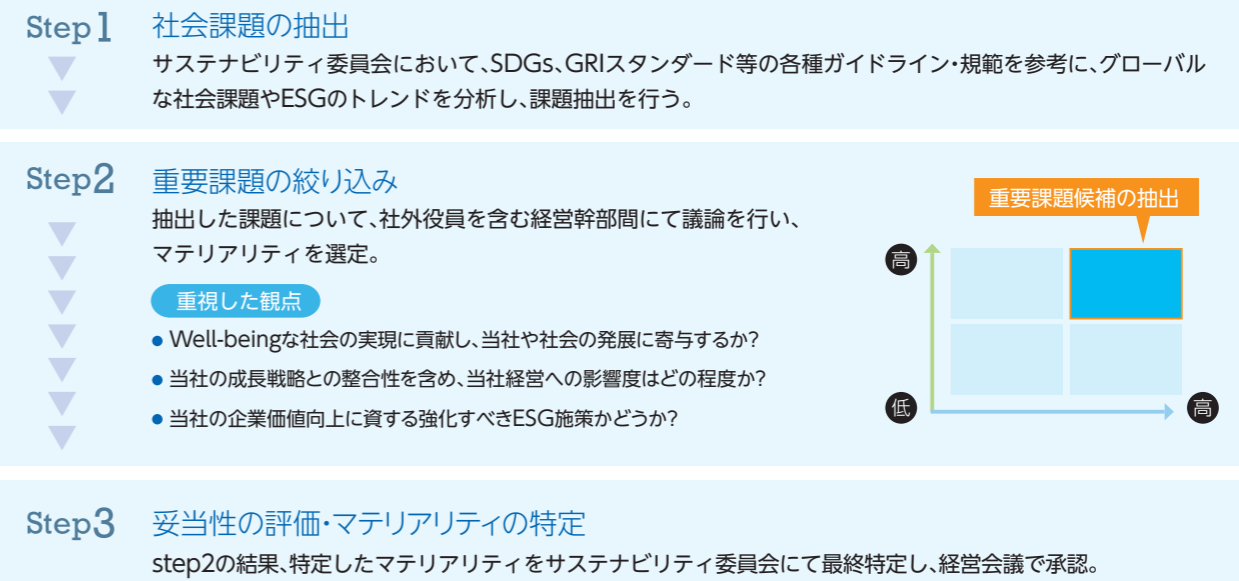 Step1 社会課題の抽出
サステナビリティ委員会において、SDGs、GRIスタンダード等の各種ガイドライン・規範を参考に、グローバル
な社会課題やESGのトレンドを分析し、課題抽出を行う。
Step2 重要課題の絞り込み
抽出した課題について、社外役員を含む経営幹部間にて議論を行い、
マテリアリティを選定。
重視した観点
● Well-beingな社会の実現に貢献し、当社や社会の発展に寄与するか?
● 当社の成長戦略との整合性を含め、当社経営への影響度はどの程度か?
● 当社の企業価値向上に資する強化すべきESG施策かどうか?
重要課題候補の抽出
高
低
高
Step3 妥当性の評価・マテリアリティの特定
step2の結果、特定したマテリアリティをサステナビリティ委員会にて最終特定し、経営会議で承認。